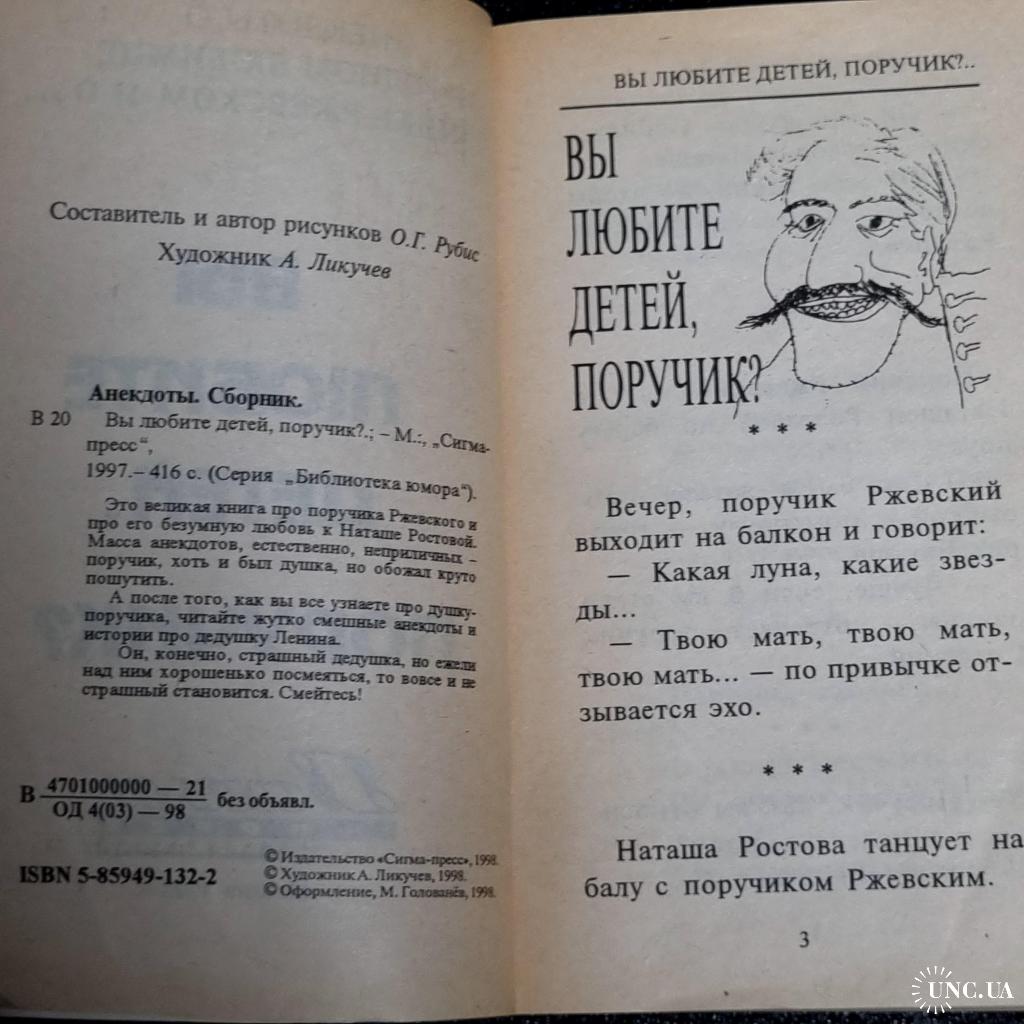 Составитель и автор рисунков О.Г. Рубис
Художник А. Ликучев
Анекдоты. Сборник.
В 20 Вы любите детей, поручик?.; – М.:, „Сигма-
пресс“,
1997.– 416 с. (Серия „Библиотека юмора“).
Это великая книга про поручика Ржевского и
про его безумную любовь к Наташе Ростовой.
Масса анекдотов, естественно, неприличных –
поручик, хоть и был душка, но обожал круто
пошутить.
А после того, как вы все узнаете про душку-
поручика, читайте жутко смешные анекдоты и
истории про дедушку Ленина.
Он, конечно, страшный дедушка, но ежели
над ним хорошенько посмеяться, то вовсе и не
страшный становится. Смейтесь!
В 4701000000 — 21
ОД 4(03) — 98 без объявл.
ISBN 5-85949-132-2
© Издательство «Сигма-пресс», 1998.
© Художник А. Ликучев, 1998.
© Оформление, М. Голованёв, 1998.
ВЫ ЛЮБИТЕ ДЕТЕЙ, ПОРУЧИК?..
ВЫ
ЛЮБИТЕ
ДЕТЕЙ,
ПОРУЧИК?
* * *
Вечер, поручик Ржевский
выходит на балкон и говорит:
— Какая луна, какие звез-
ды...
— Твою мать, твою мать,
твою мать... — по привычке от-
зывается эхо.
* * *
Наташа Ростова танцует на
балу с поручиком Ржевским.
3
UNC.UA